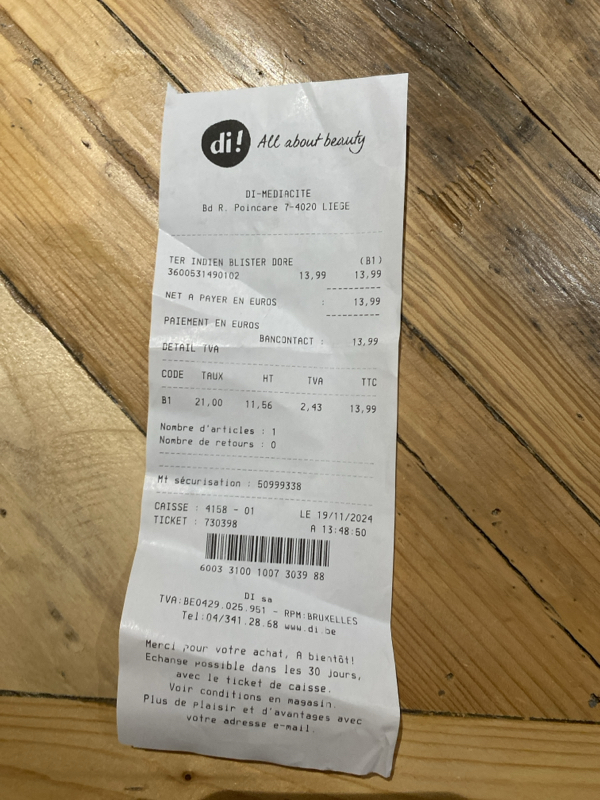 di! All about beauty
DI-MEDIACITE
Bd R. Poincare 7-4020 LIEGE
TER INDIEN BLISTER DORE (B1)
3600531490102 13,99 13,99
NET A PAYER EN EUROS : 13,99
PAIEMENT EN EUROS
BANCONTACT : 13,99
DETAIL TVA
CODE TAUX HT TVA TTC
B1 21,00 11,56 2,43 13,99
Nombre d'articles : 1
Nombre de retours : 0
Mt sécurisation : 50999338
CAISSE : 4158 - 01 LE 19/11/2024
TICKET : 730398 A 13:48:50
6003 3100 1007 3039 88
DI sa
TVA:BE0429.025.951 - RPM:BRUXELLES
Tel:04/341.28.68 www.di.be
Merci pour votre achat, A bientôt!
Echange possible dans les 30 jours,
avec le ticket de caisse.
Voir conditions en magasin.
Plus de plaisir et d'avantages avec
votre adresse e-mail.